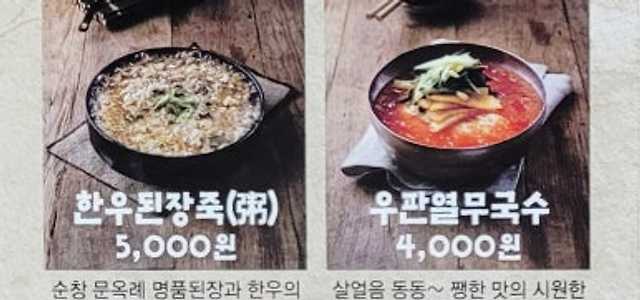 한우된장죽(粥)
5,000원
순창 문옥례 명품된장과 한우의
우판열무국수
4,000원
살얼음 동동~ 쨍한 맛의 시원한